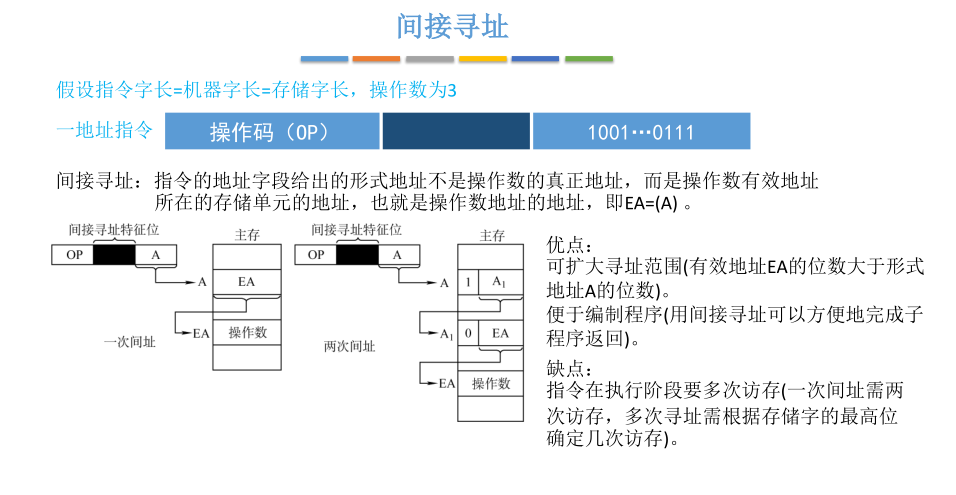 间接寻址
假设指令字长=机器字长=存储字长，操作数为3
一地址指令 操作码（OP） 1001…0111
间接寻址：指令的地址字段给出的形式地址不是操作数的真正地址，而是操作数有效地址
所在的存储单元的地址，也就是操作数地址的地址，即EA=(A) 。
间接寻址特征位
主存
OP A
A EA
EA 操作数
一次间址
间接寻址特征位
主存
OP A
A 1 A₁
A₁ 0 EA
EA 操作数
两次间址
优点：
可扩大寻址范围(有效地址EA的位数大于形式
地址A的位数)。
便于编制程序(用间接寻址可以方便地完成子
程序返回)。
缺点：
指令在执行阶段要多次访存(一次间址需两
次访存，多次寻址需根据存储字的最高位
确定几次访存)。